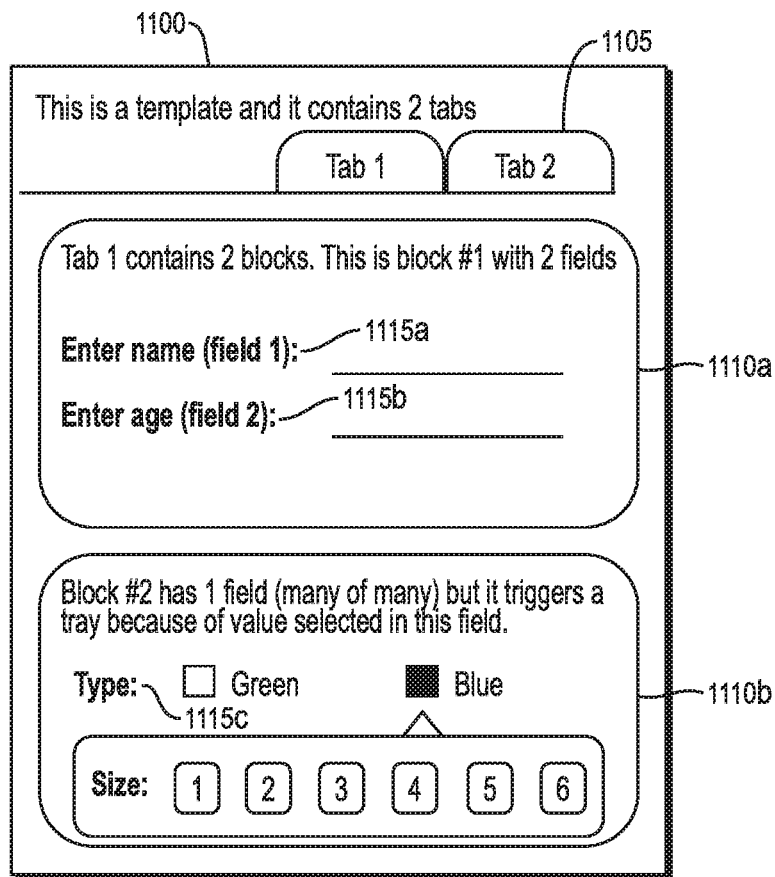 1100
1105
This is a template and it contains 2 tabs
Tab 1 Tab 2
Tab 1 contains 2 blocks. This is block #1 with 2 fields
1115a
Enter name (field 1):
1110a
1115b
Enter age (field 2):
Block #2 has 1 field (many of many) but it triggers a
tray because of value selected in this field.
Type: Green Blue
1110b
1115c
Size: 1 2 3 4 5 6